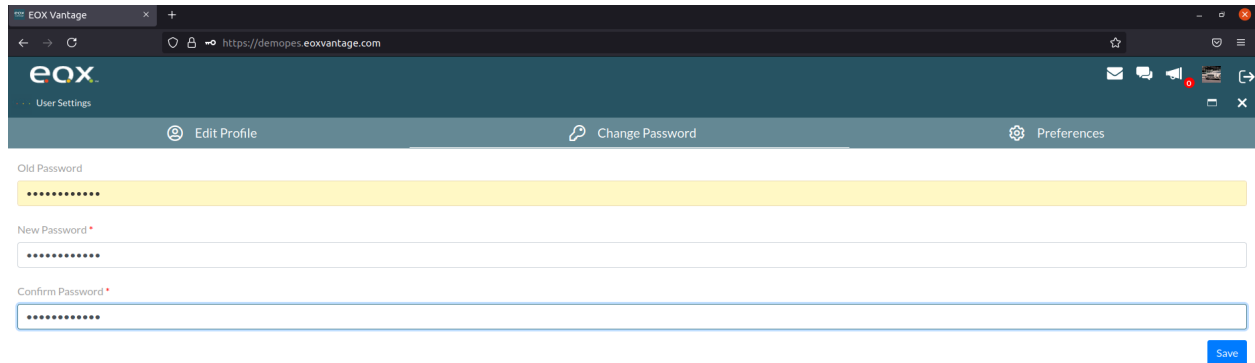 EOX Vantage
https://demopes.eoxvantage.com
eox
0
User Settings
Edit Profile
Change Password
Preferences
Old Password
••••••••••••
New Password *
••••••••••••
Confirm Password *
••••••••••••
Save